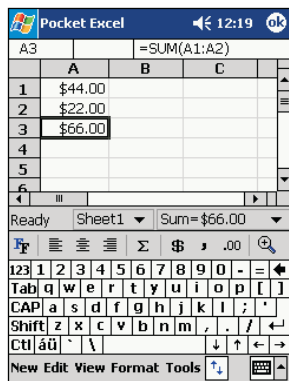 Pocket Excel 12:19 ok
A3 =SUM(A1:A2)
A B C
1 $44.00
2 $22.00
3 $66.00
4
5
6
Ready Sheet1 Sum=$66.00
FF Σ $ , .00
123 1 2 3 4 5 6 7 8 9 0 - =
Tab q w e r t y u i o p [ ]
CAP a s d f g h j k l ; '
Shift z x c v b n m , . /
Ctl áü ` \
New Edit View Format Tools